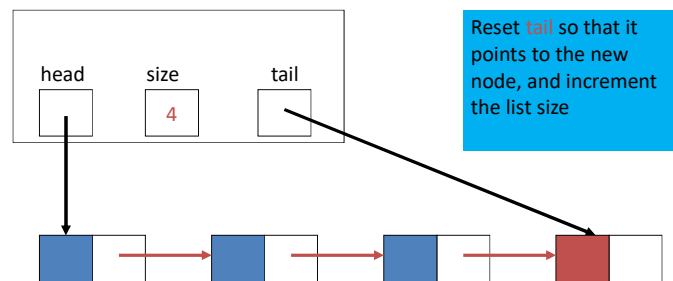 Reset tail so that it
points to the new
node, and increment
the list size
head size tail
4